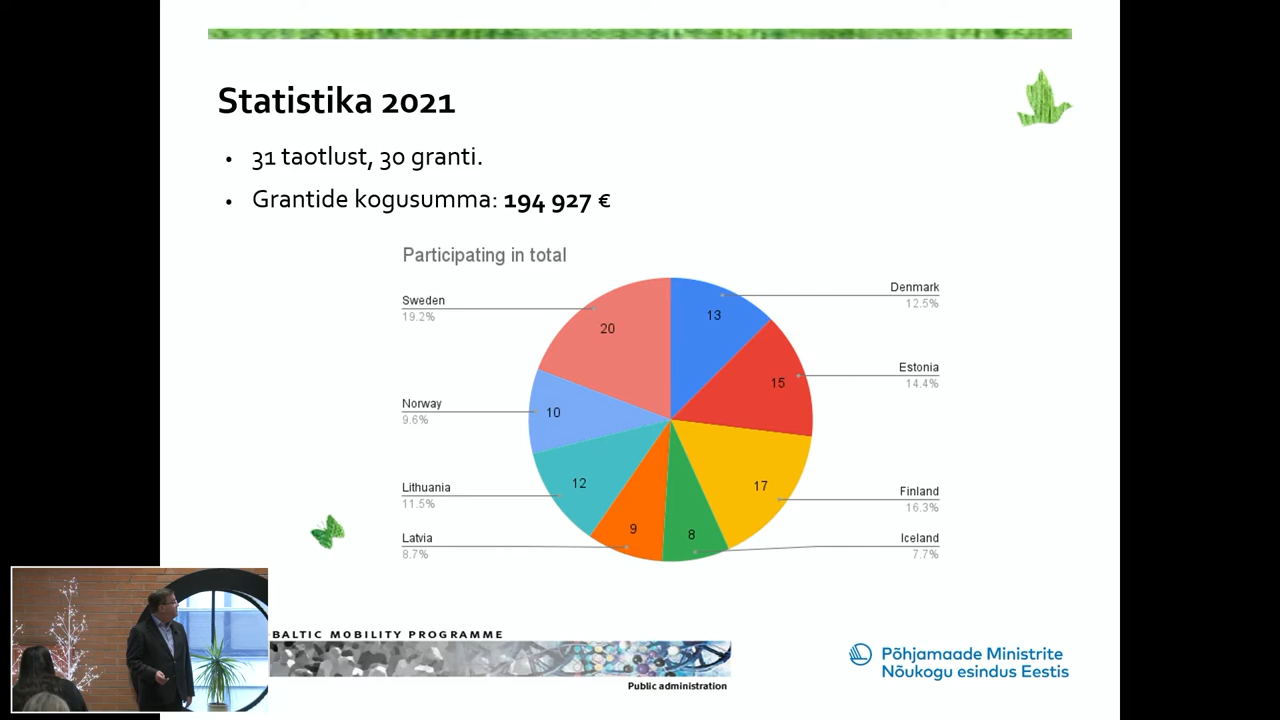 Statistika 2021
• 31 taotlust, 30 granti.
• Grantide kogusumma: 194 927 €
Participating in total
Denmark
12.5%
13
Estonia
14.4%
15
Finland
16.3%
17
Iceland
7.7%
8
Latvia
8.7%
9
Lithuania
11.5%
12
Norway
9.6%
10
Sweden
19.2%
20
BALTIC MOBILITY PROGRAMME
Public administration
Põhjamaade Ministrite
Nõukogu esindus Eestis